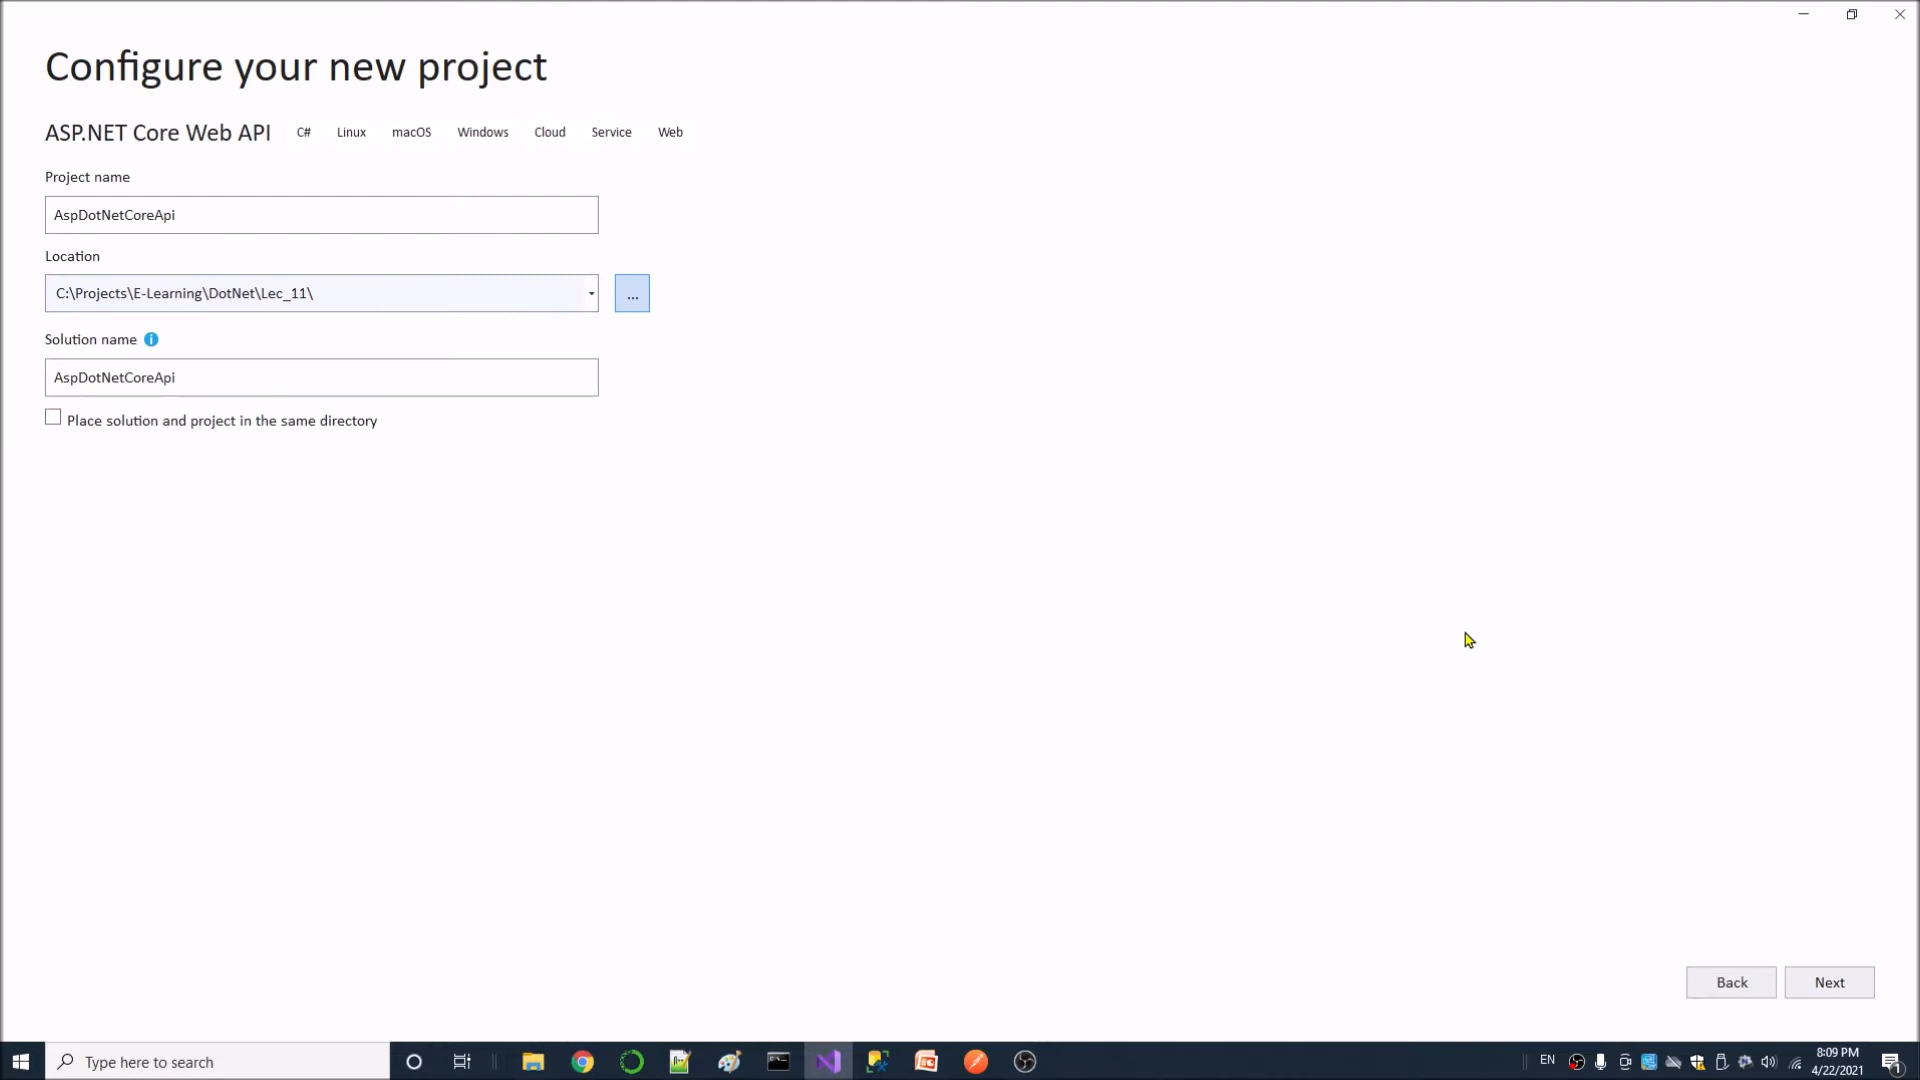 Configure your new project
ASP.NET Core Web API C# Linux macOS Windows Cloud Service Web
Project name
AspDotNetCoreApi
Location
C:\Projects\E-Learning\DotNet\Lec_11\
...
Solution name
AspDotNetCoreApi
Place solution and project in the same directory
Back Next
Type here to search
EN
8:09 PM
4/22/2021
1